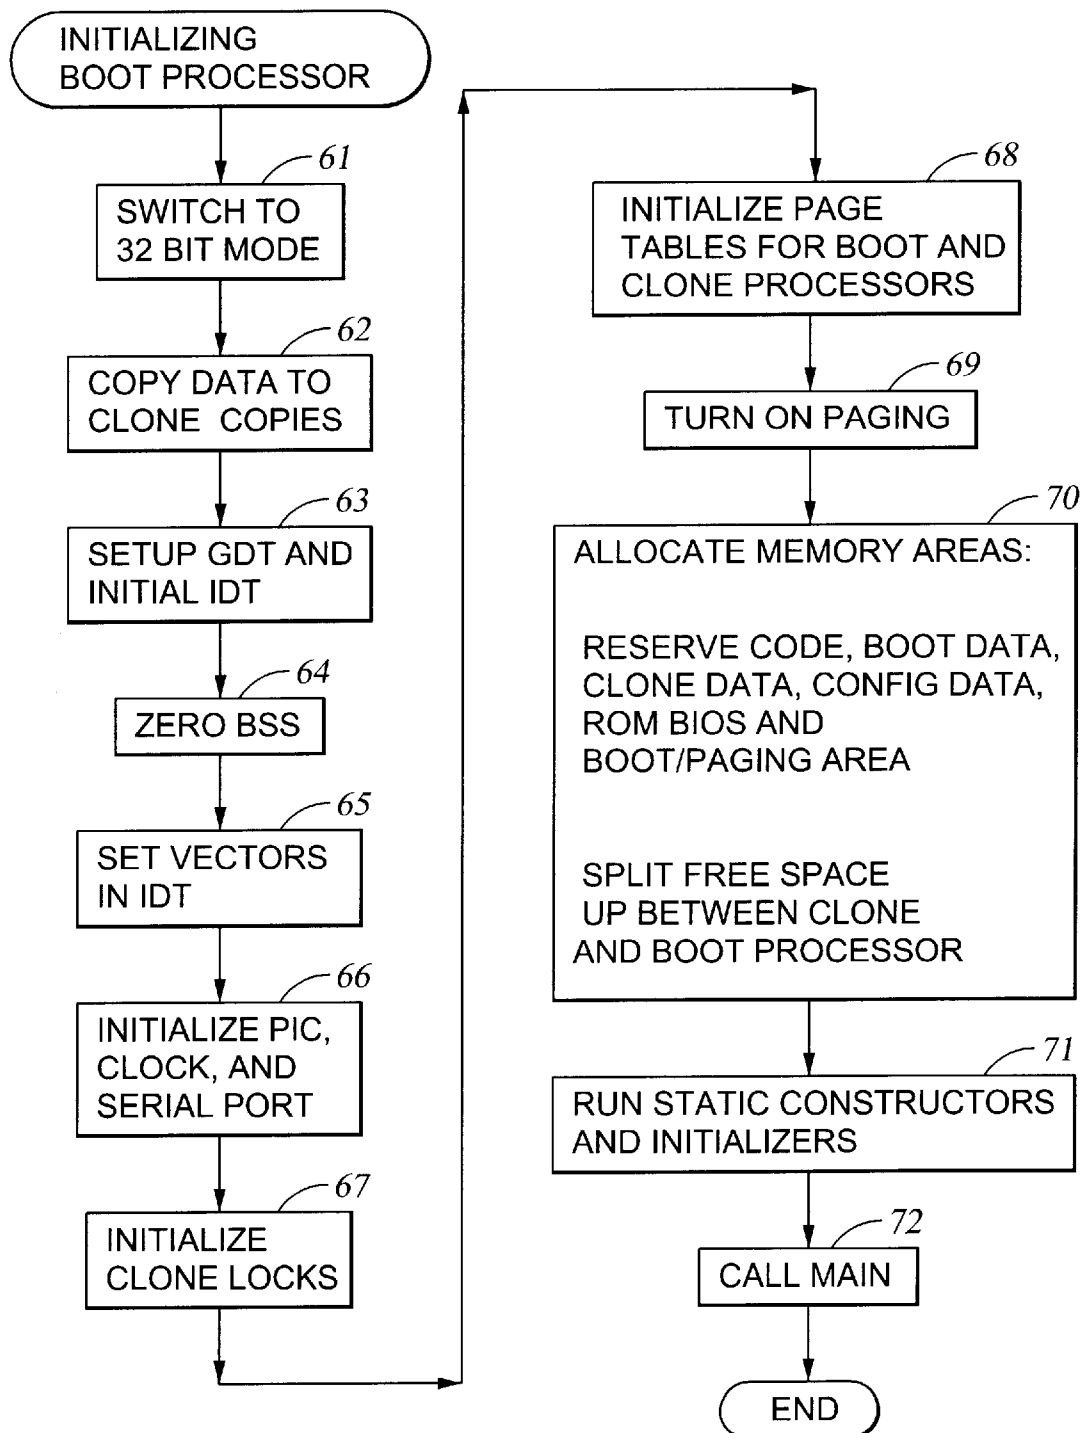 INITIALIZING
BOOT PROCESSOR
61
SWITCH TO
32 BIT MODE
62
COPY DATA TO
CLONE COPIES
63
SETUP GDT AND
INITIAL IDT
64
ZERO BSS
65
SET VECTORS
IN IDT
66
INITIALIZE PIC,
CLOCK, AND
SERIAL PORT
67
INITIALIZE
CLONE LOCKS
68
INITIALIZE PAGE
TABLES FOR BOOT AND
CLONE PROCESSORS
69
TURN ON PAGING
70
ALLOCATE MEMORY AREAS:
RESERVE CODE, BOOT DATA,
CLONE DATA, CONFIG DATA,
ROM BIOS AND
BOOT/PAGING AREA
SPLIT FREE SPACE
UP BETWEEN CLONE
AND BOOT PROCESSOR
71
RUN STATIC CONSTRUCTORS
AND INITIALIZERS
72
CALL MAIN
END